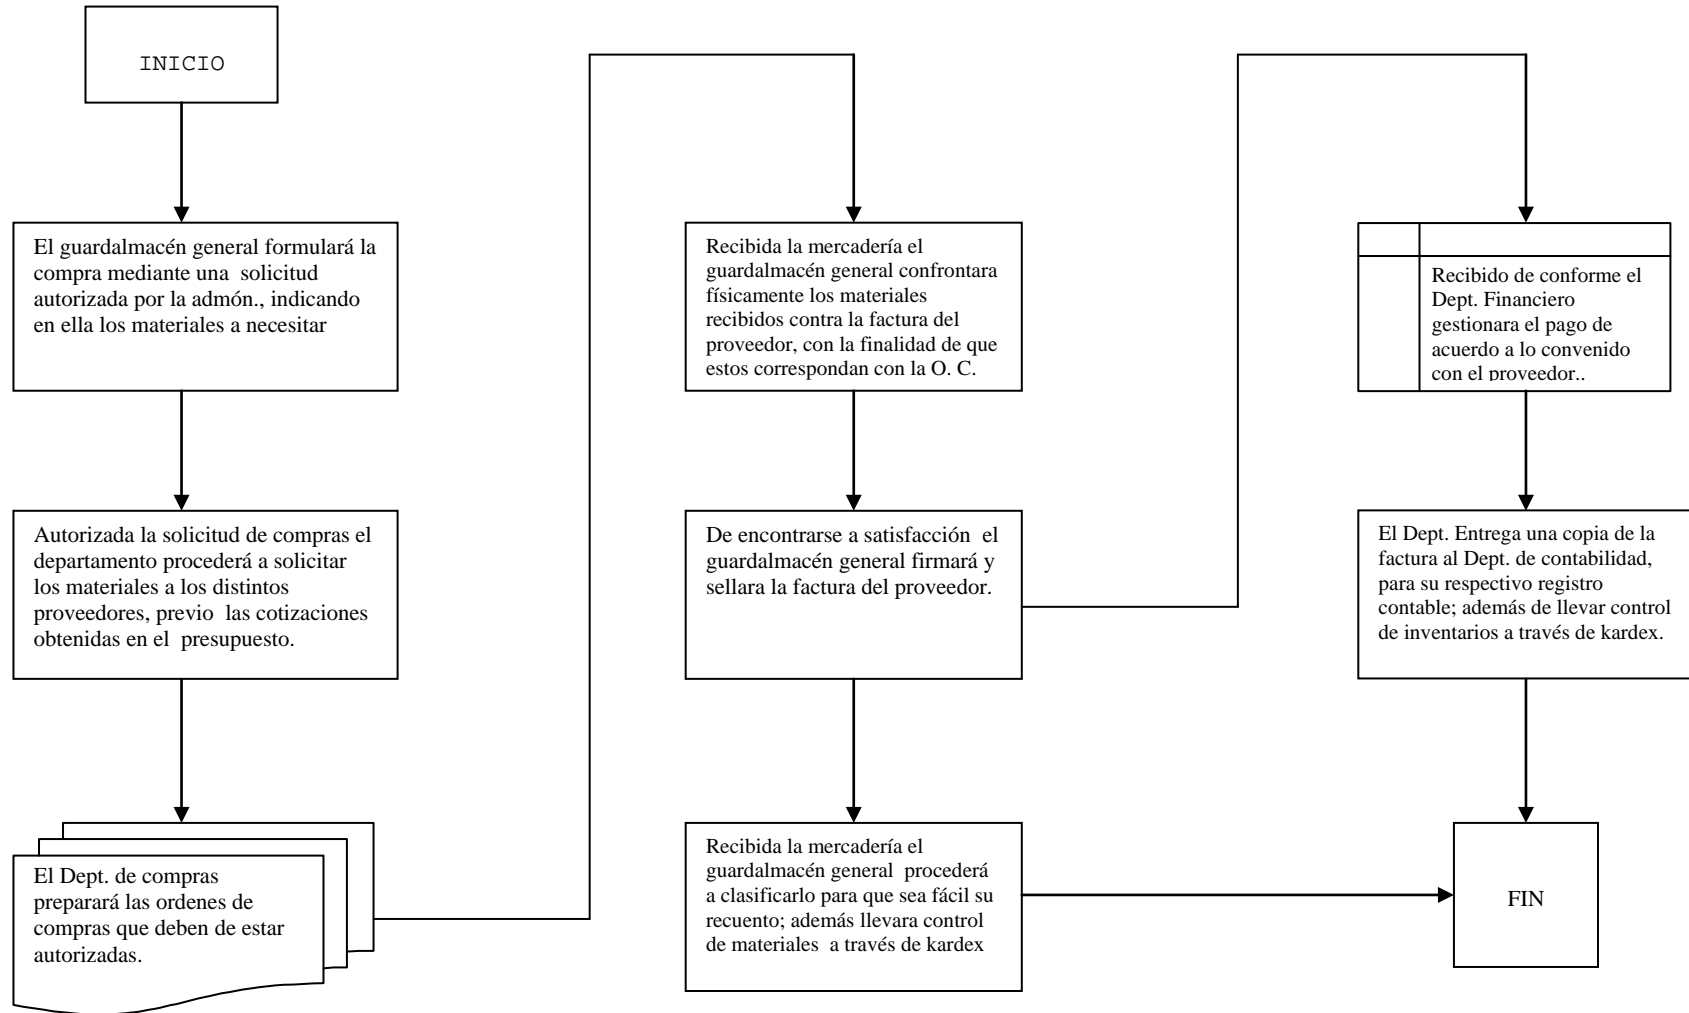 INICIO
El guardalmacén general formulará la
compra mediante una solicitud
autorizada por la admón., indicando
en ella los materiales a necesitar
Autorizada la solicitud de compras el
departamento procederá a solicitar
los materiales a los distintos
proveedores, previo las cotizaciones
obtenidas en el presupuesto.
El Dept. de compras
preparará las ordenes de
compras que deben de estar
autorizadas.
Recibida la mercadería el
guardalmacén general confrontara
físicamente los materiales
recibidos contra la factura del
proveedor, con la finalidad de que
estos correspondan con la O. C.
De encontrarse a satisfacción el
guardalmacén general firmará y
sellara la factura del proveedor.
Recibida la mercadería el
guardalmacén general procederá
a clasificarlo para que sea fácil su
recuento; además llevara control
de materiales a través de kardex
Recibido de conforme el
Dept. Financiero
gestionara el pago de
acuerdo a lo convenido
con el proveedor..
El Dept. Entrega una copia de la
factura al Dept. de contabilidad,
para su respectivo registro
contable; además de llevar control
de inventarios a través de kardex.
FIN